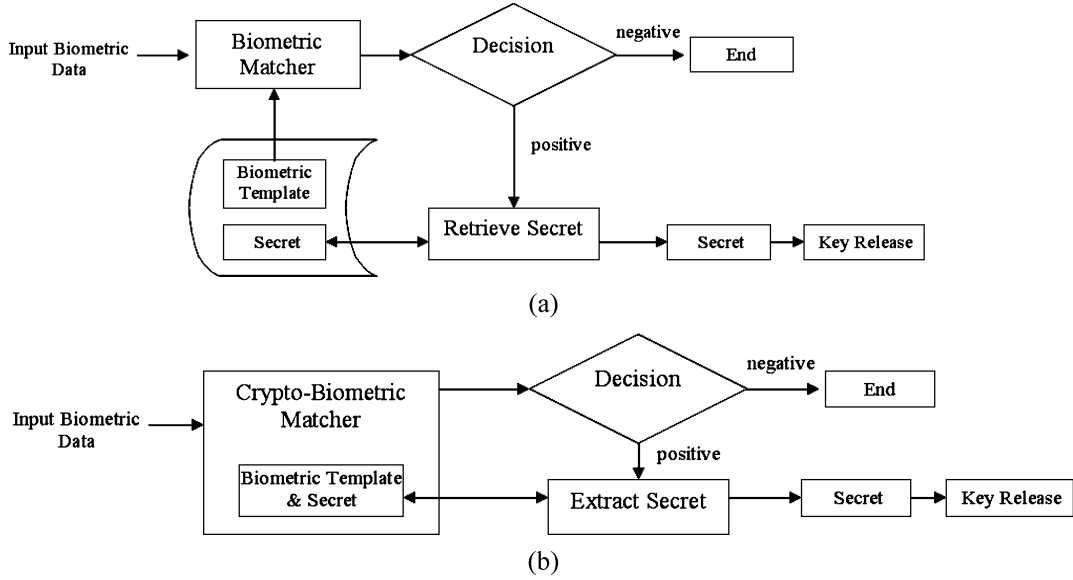 Input Biometric
Data
Biometric
Matcher
Decision
negative
End
positive
Biometric
Template
Secret
Retrieve Secret
Secret
Key Release
(a)
Input Biometric
Data
Crypto-Biometric
Matcher
Biometric Template
& Secret
Decision
negative
End
positive
Extract Secret
Secret
Key Release
(b)